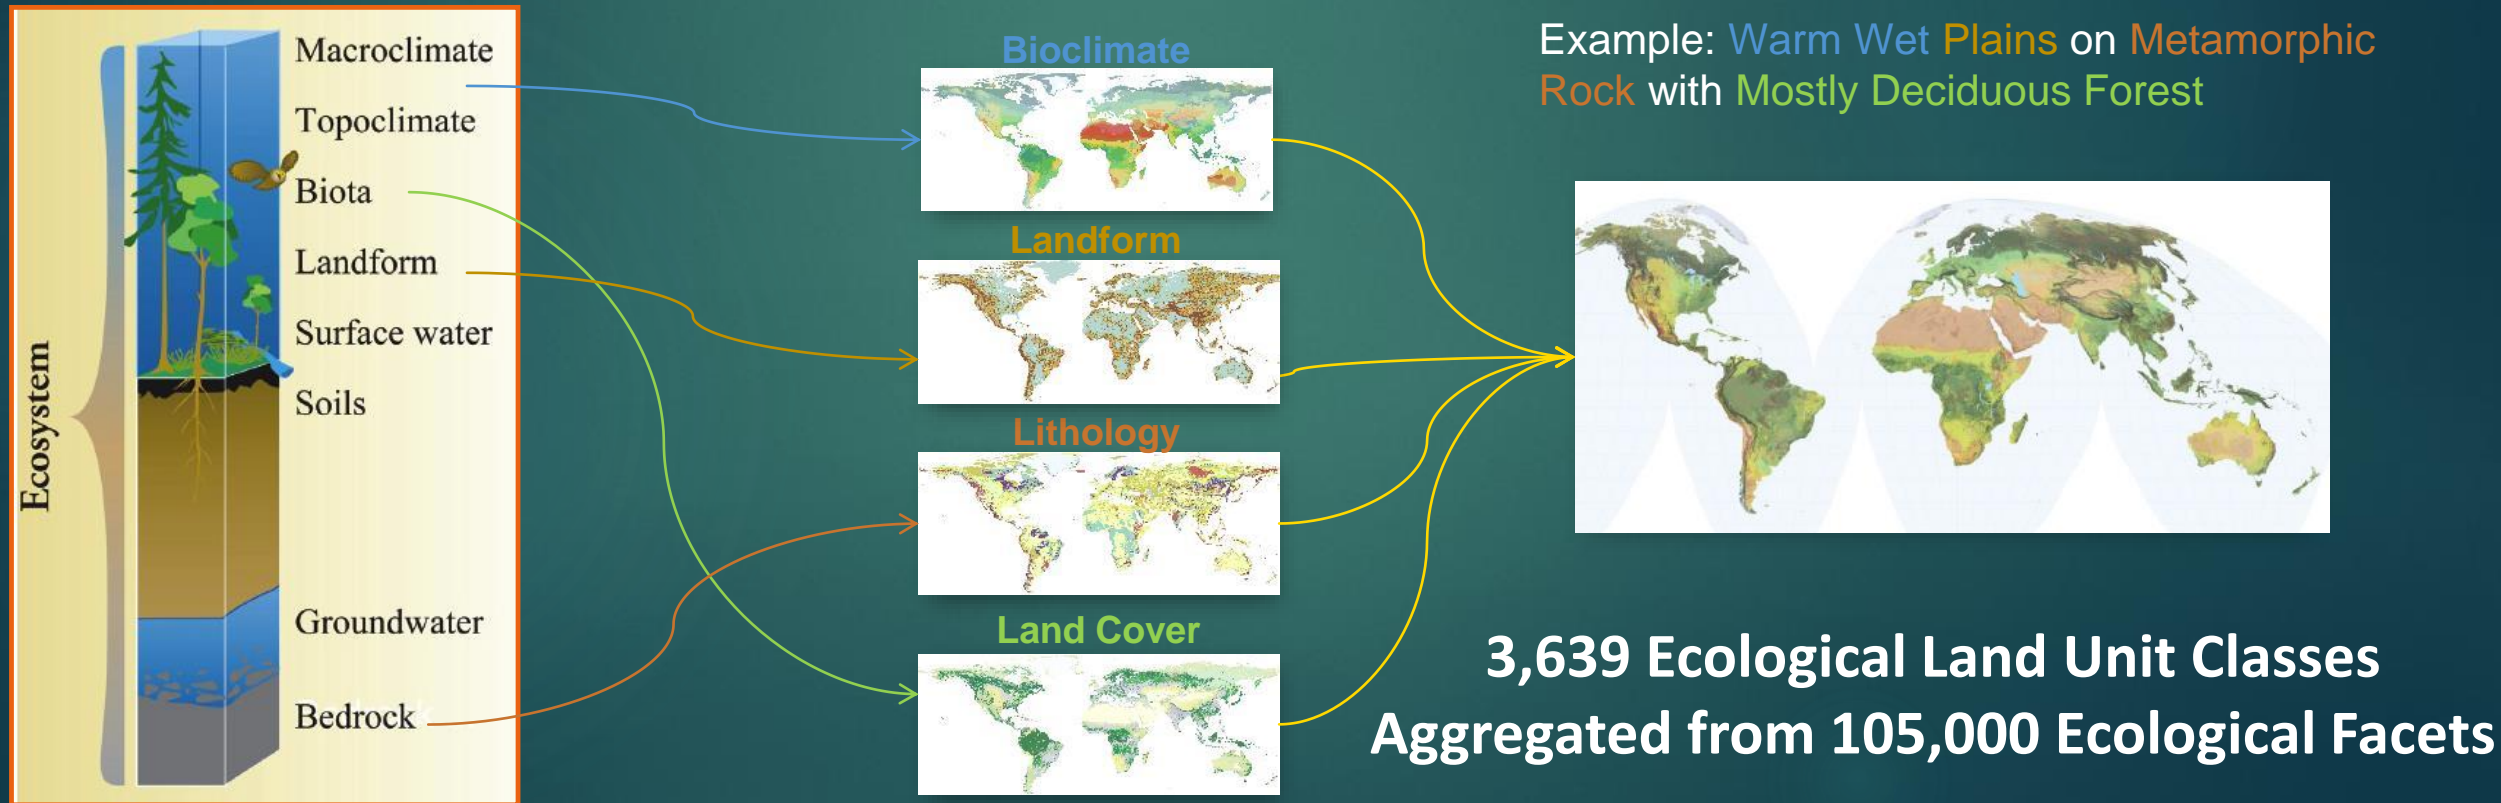 Ecosystem
Macroclimate
Topoclimate
Biota
Landform
Surface water
Soils
Groundwater
Bedrock
Bioclimate
Landform
Lithology
Land Cover
Example: Warm Wet Plains on Metamorphic
Rock with Mostly Deciduous Forest
3,639 Ecological Land Unit Classes
Aggregated from 105,000 Ecological Facets